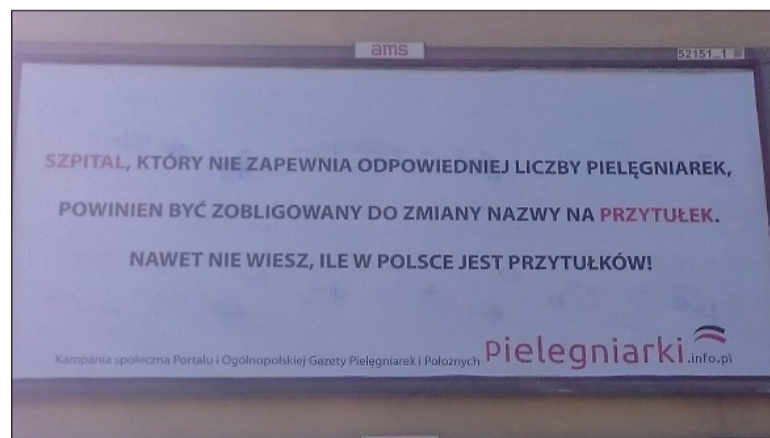 ams
52151_1
SZPITAL, KTÓRY NIE ZAPEWNIA ODPOWIEDNIEJ LICZBY PIELĘGNIAREK,
POWINIEN BYĆ ZOBLIGOWANY DO ZMIANY NAZWY NA PRZYTUŁEK.
NAWET NIE WIESZ, ILE W POLSCE JEST PRZYTUŁKÓW!
Kampania społeczna Portalu i Ogólnopolskiej Gazety Pielęgniarek i Położnych pielegniarki.info.pl